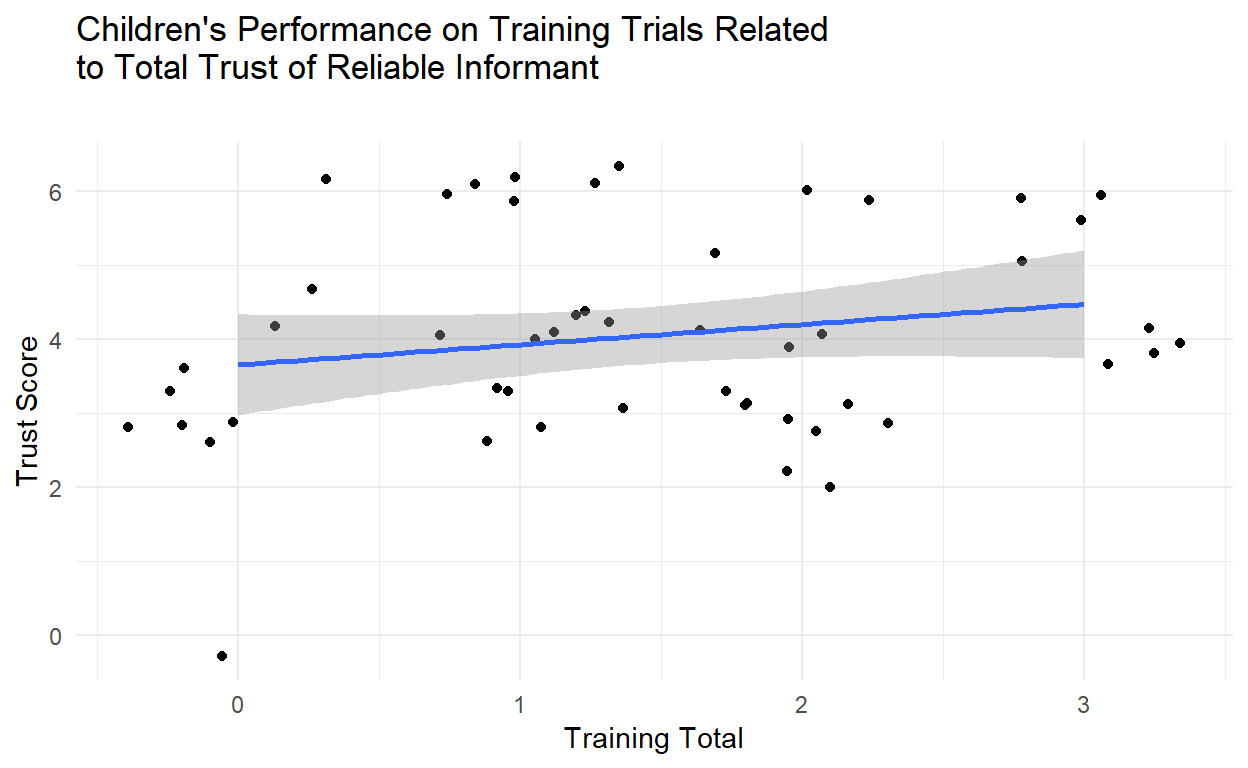 Children's Performance on Training Trials Related
to Total Trust of Reliable Informant
Trust Score
6
4
2
0
0 1 2 3
Training Total